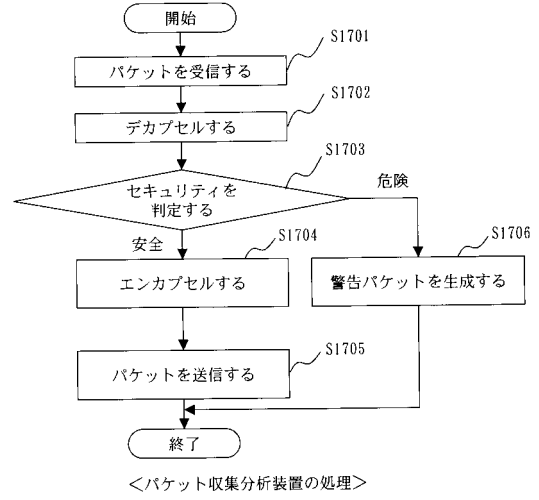 開始
S1701
パケットを受信する
S1702
デカプセルする
S1703
セキュリティを
判定する
危険
安全
S1704
エンカプセルする
S1706
警告パケットを生成する
S1705
パケットを送信する
終了
＜パケット収集分析装置の処理＞